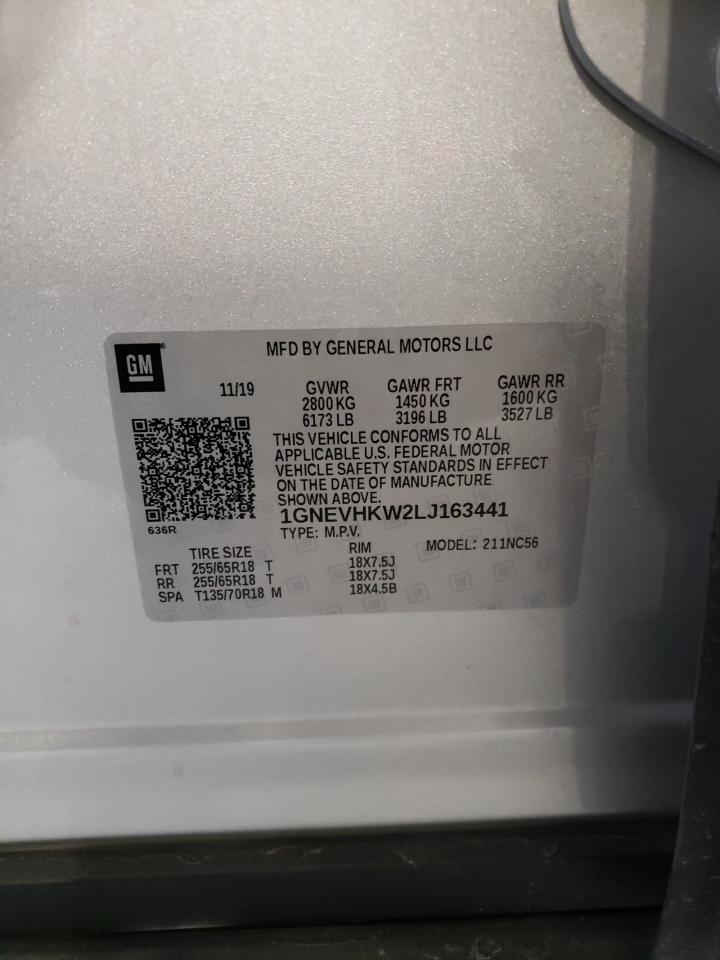 GM
MFD BY GENERAL MOTORS LLC
11/19 GVWR GAWR FRT GAWR RR
2800 KG 1450 KG 1600 KG
6173 LB 3196 LB 3527 LB
THIS VEHICLE CONFORMS TO ALL
APPLICABLE U.S. FEDERAL MOTOR
VEHICLE SAFETY STANDARDS IN EFFECT
ON THE DATE OF MANUFACTURE
SHOWN ABOVE.
1GNEVHKW2LJ163441
636R
TYPE: M.P.V. MODEL: 211NC56
TIRE SIZE RIM
FRT 255/65R18 T 18X7.5J
RR 255/65R18 T 18X7.5J
SPA T135/70R18 M 18X4.5B